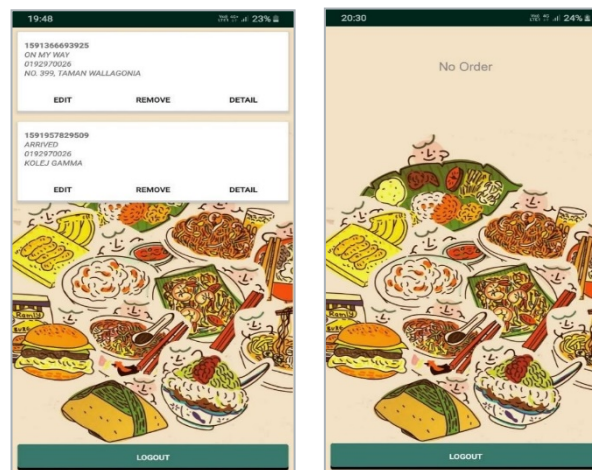 19:48
23%
1591366693925
ON MY WAY
0192970026
NO. 399, TAMAN WALLAGONIA
EDIT REMOVE DETAIL
1591957829509
ARRIVED
0192970026
KOLEJ GAMMA
EDIT REMOVE DETAIL
LOGOUT
20:30
24%
No Order
LOGOUT